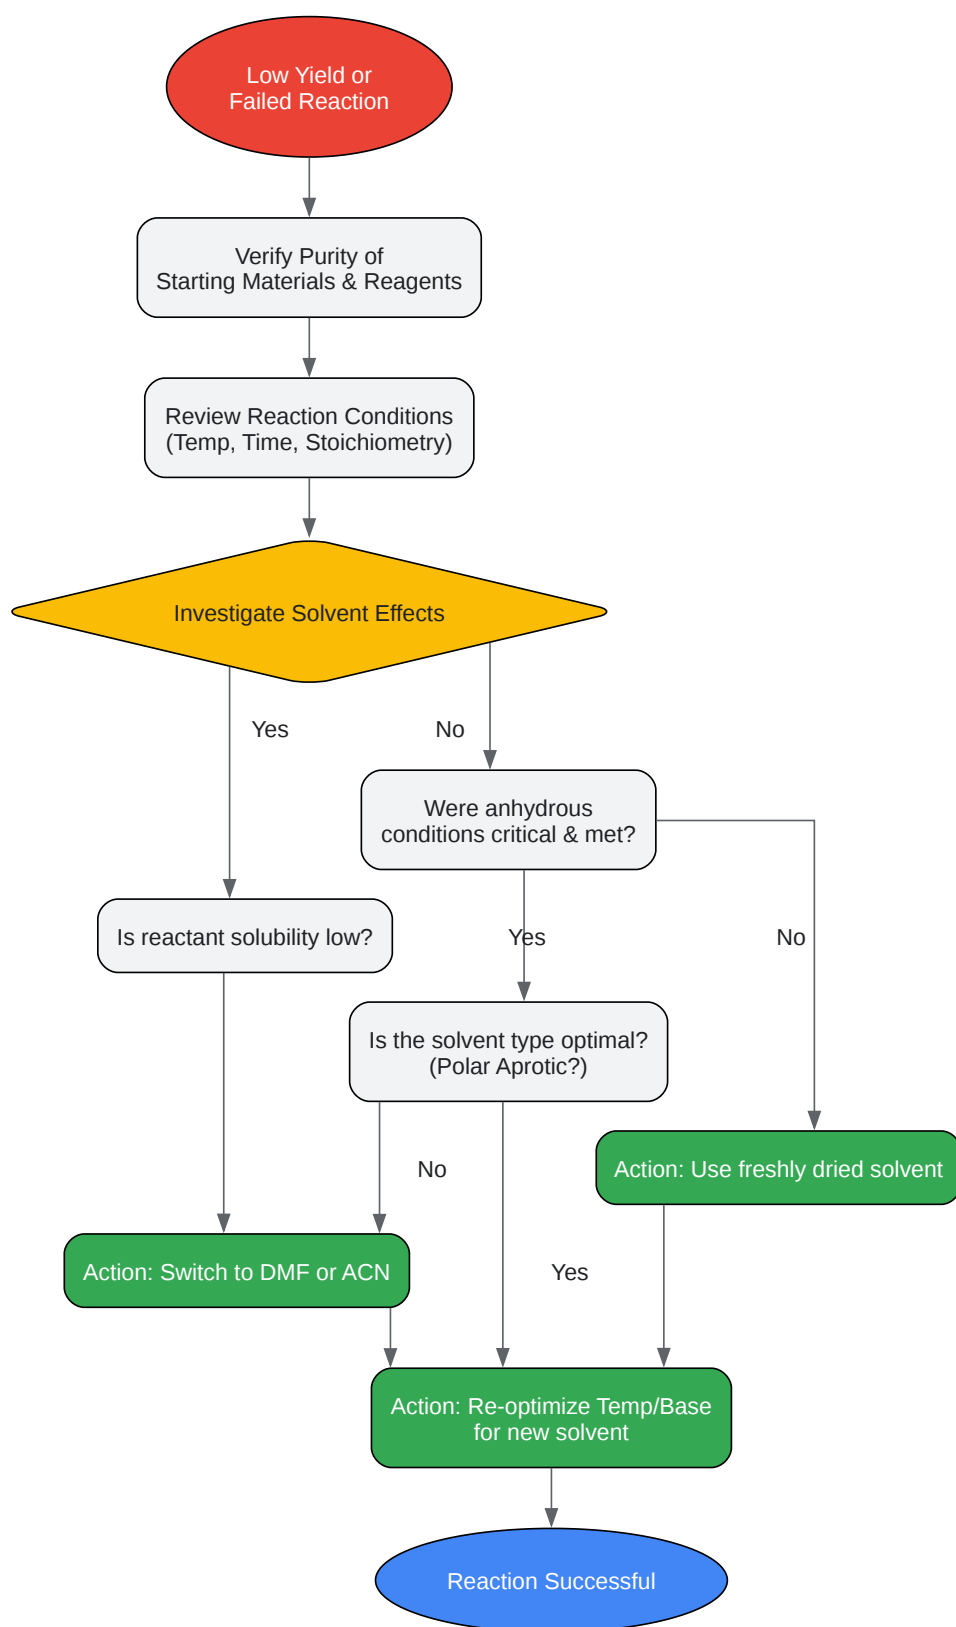 Low Yield or
Failed Reaction
Verify Purity of
Starting Materials & Reagents
Review Reaction Conditions
(Temp, Time, Stoichiometry)
Investigate Solvent Effects
Yes
No
Were anhydrous
conditions critical & met?
Is reactant solubility low?
Yes
No
Is the solvent type optimal?
(Polar Aprotic?)
No
Action: Use freshly dried solvent
Action: Switch to DMF or ACN
Yes
Action: Re-optimize Temp/Base
for new solvent
Reaction Successful